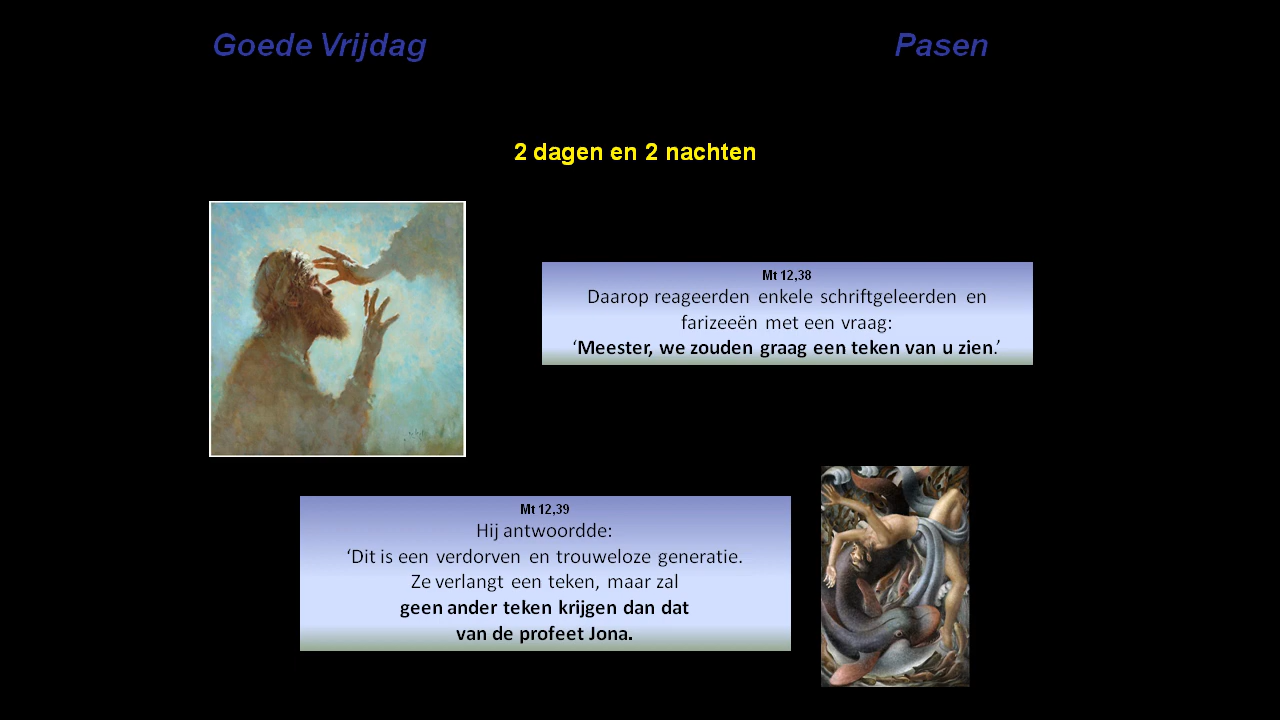 Goede Vrijdag
Pasen
2 dagen en 2 nachten
Mt 12,38
Daarop reageerden enkele schriftgeleerden en
farizeeën met een vraag:
‘Meester, we zouden graag een teken van u zien.’
Mt 12,39
Hij antwoordde:
‘Dit is een verdorven en trouweloze generatie.
Ze verlangt een teken, maar zal
geen ander teken krijgen dan dat
van de profeet Jona.